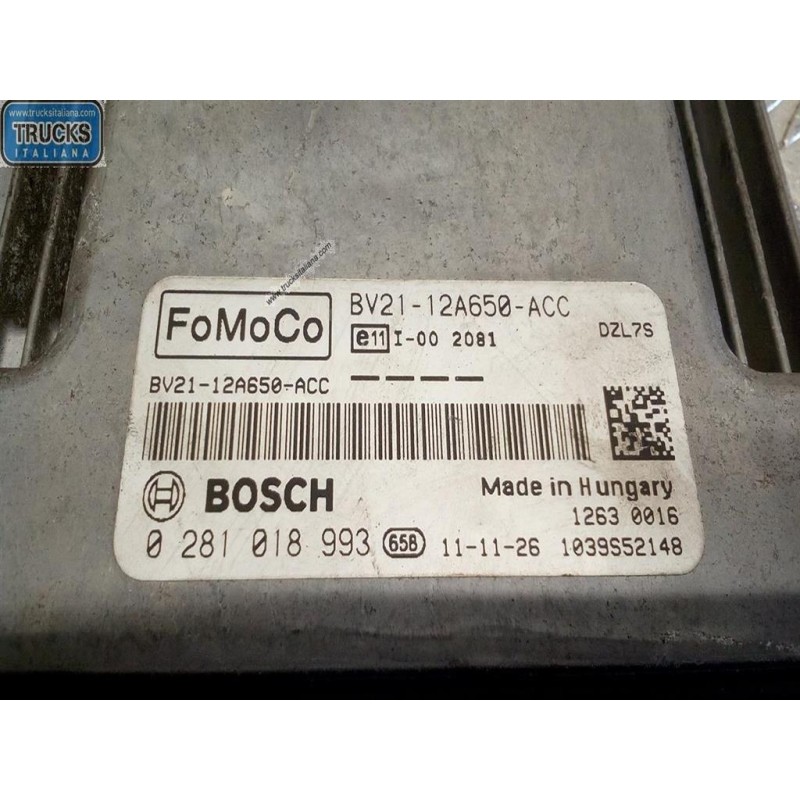 www.trucksitaliana.com
TRUCKS
ITALIANA
www.trucksitaliana.com
FoMoCo
BV21-12A650-ACC
e11 I-00 2081
DZL7S
BV21-12A650-ACC
BOSCH
Made in Hungary
1263 0016
0 281 018 993 658 11-11-26 1039S52148